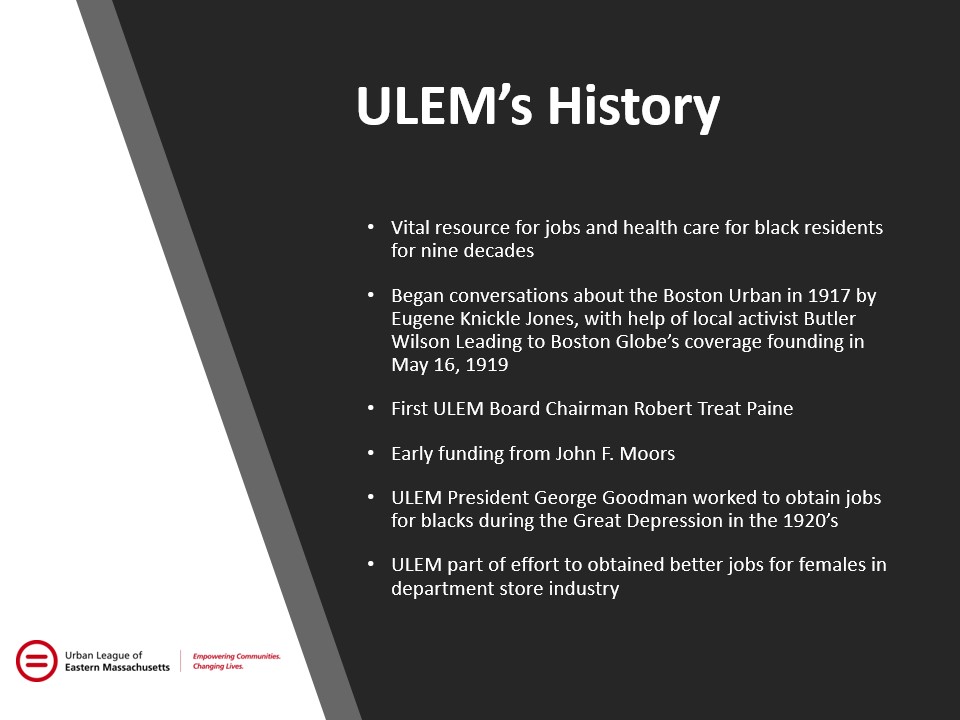 ULEM’s History
• Vital resource for jobs and health care for black residents
for nine decades
• Began conversations about the Boston Urban in 1917 by
Eugene Knickle Jones, with help of local activist Butler
Wilson Leading to Boston Globe’s coverage founding in
May 16, 1919
• First ULEM Board Chairman Robert Treat Paine
• Early funding from John F. Moors
• ULEM President George Goodman worked to obtain jobs
for blacks during the Great Depression in the 1920’s
• ULEM part of effort to obtained better jobs for females in
department store industry
Urban League of
Eastern Massachusetts
Empowering Communities.
Changing Lives.